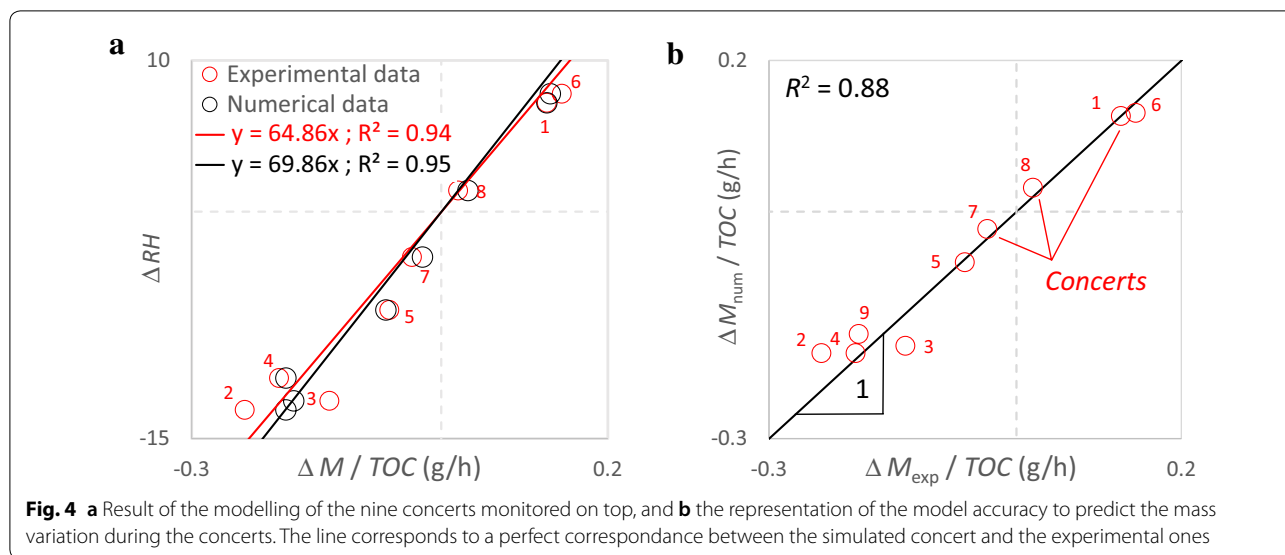 a
10
Experimental data
Numerical data
y = 64.86x ; R² = 0.94
y = 69.86x ; R² = 0.95
6
1
8
7
5
4
3
2
ΔRH
-15
-0.3
ΔM / TOC (g/h)
0.2
b
0.2
R² = 0.88
1
6
8
7
5
Concerts
9
2
4
3
1
ΔM_num / TOC (g/h)
-0.3
-0.3
ΔM_exp / TOC (g/h)
0.2
Fig. 4 a Result of the modelling of the nine concerts monitored on top, and b the representation of the model accuracy to predict the mass
variation during the concerts. The line corresponds to a perfect correspondance between the simulated concert and the experimental ones